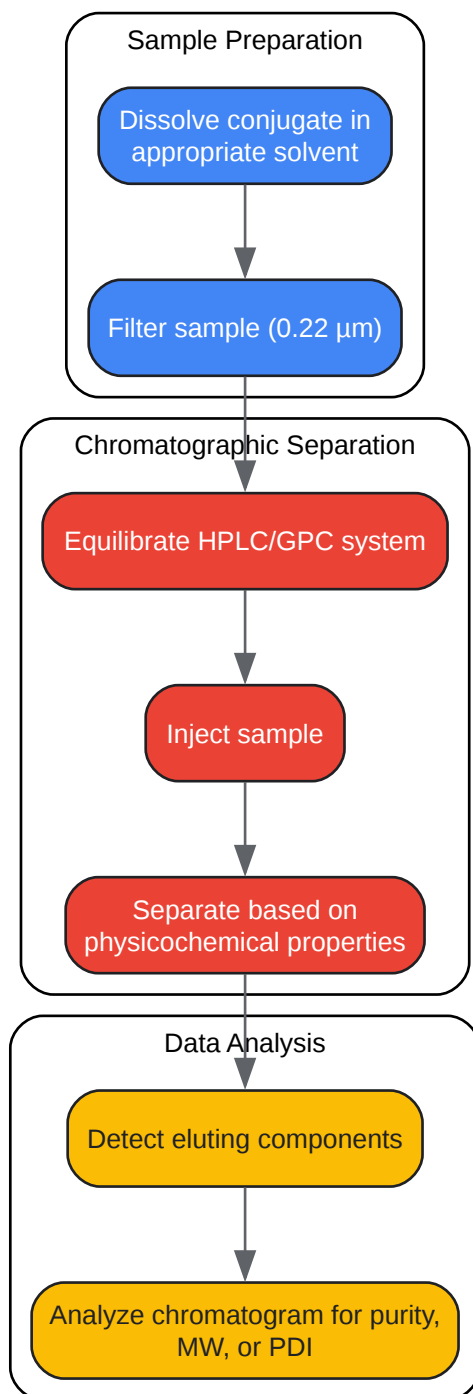 Sample Preparation
Dissolve conjugate in
appropriate solvent
Filter sample (0.22 µm)
Chromatographic Separation
Equilibrate HPLC/GPC system
Inject sample
Separate based on
physicochemical properties
Data Analysis
Detect eluting components
Analyze chromatogram for purity,
MW, or PDI